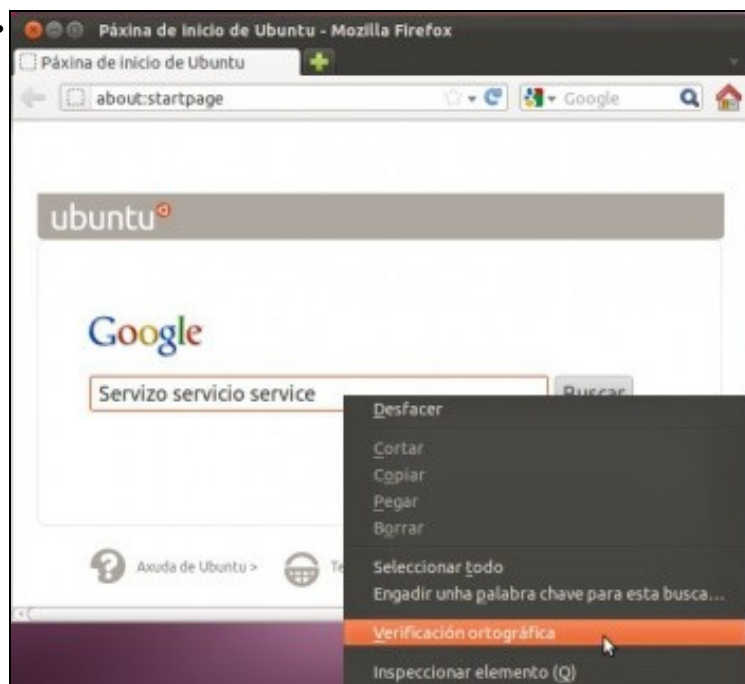 Páxina de inicio de Ubuntu - Mozilla Firefox
Páxina de inicio de Ubuntu
about:startpage
Google
ubuntu
Google
Servizo servicio service
Buscar
Desfacer
Cortar
Copiar
Pegar
Borrar
Seleccionar todo
Engadir unha palabra chave para esta busca...
Verificación ortográfica
Inspeccionar elemento (Q)
Axuda de Ubuntu >